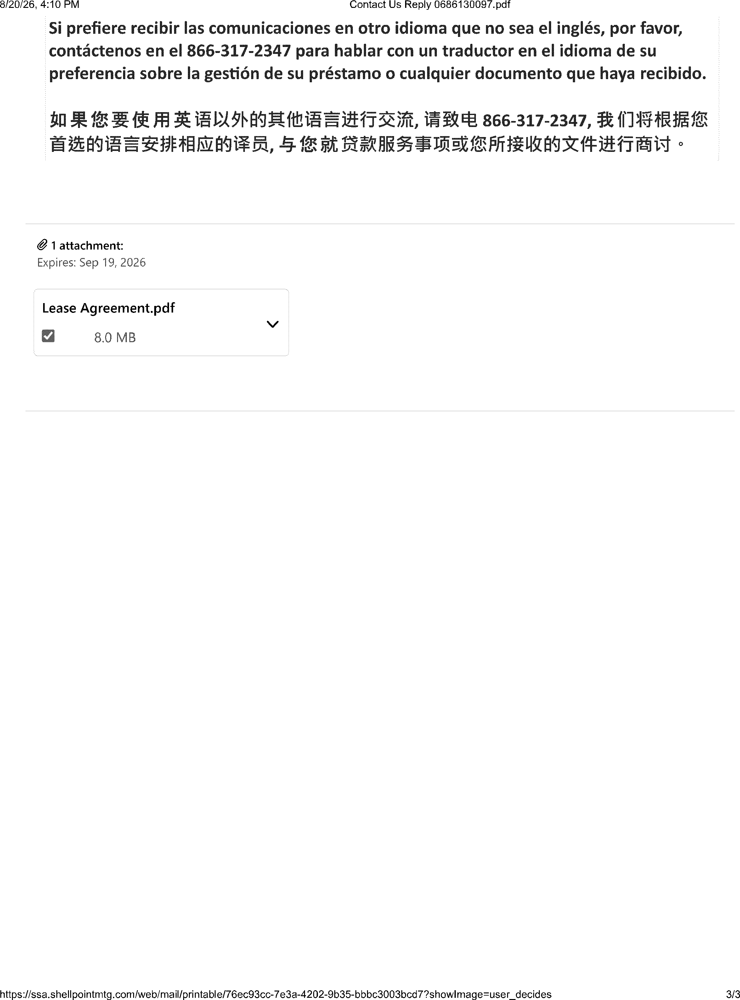 8/20/26, 4:10 PM
Contact Us Reply 0686130097.pdf
Si prefiere recibir las comunicaciones en otro idioma que no sea el inglés, por favor,
contáctenos en el 866-317-2347 para hablar con un traductor en el idioma de su
preferencia sobre la gestión de su préstamo o cualquier documento que haya recibido.
如果您要使用英语以外的其他语言进行交流, 请致电 866-317-2347, 我们将根据您
首选的语言安排相应的译员, 与您就贷款服务事项或您所接收的文件进行商讨。
1 attachment:
Expires: Sep 19, 2026
Lease Agreement.pdf
8.0 MB
https://ssa.shellpointmtg.com/web/mail/printable/76ec93cc-7e3a-4202-9b35-bbbc3003bcd7?showImage=user_decides
3/3